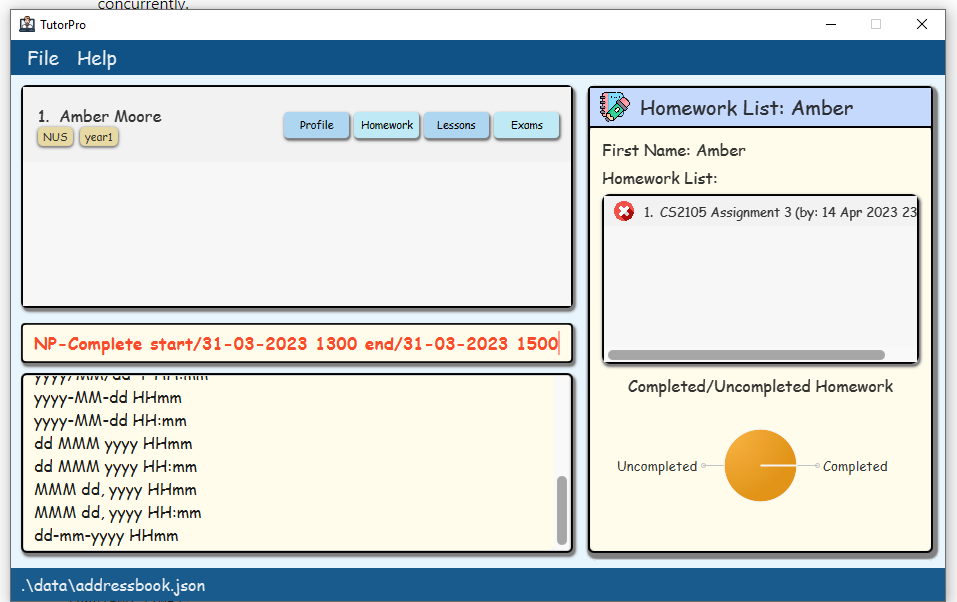 concurrently.
TutorPro
File Help
1. Amber Moore
NUS year1
Profile Homework Lessons Exams
NP-Complete start/31-03-2023 1300 end/31-03-2023 1500
yyyy-MM-dd HHmm
yyyy-MM-dd HH:mm
dd MMM yyyy HHmm
dd MMM yyyy HH:mm
MMM dd, yyyy HHmm
MMM dd, yyyy HH:mm
dd-mm-yyyy HHmm
Homework List: Amber
First Name: Amber
Homework List:
1. CS2105 Assignment 3 (by: 14 Apr 2023 23
Completed/Uncompleted Homework
Uncompleted Completed
.\data\addressbook.json